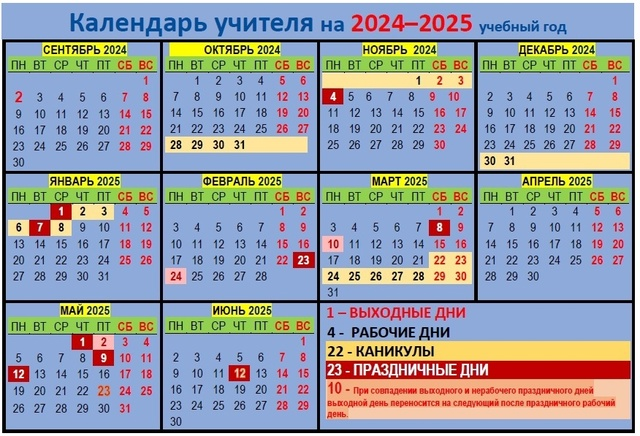 Календарь учителя на 2024–2025 учебный год
СЕНТЯБРЬ 2024
ПН ВТ СР ЧТ ПТ СБ ВС
1
2 3 4 5 6 7 8
9 10 11 12 13 14 15
16 17 18 19 20 21 22
23 24 25 26 27 28 29
30
ОКТЯБРЬ 2024
ПН ВТ СР ЧТ ПТ СБ ВС
1 2 3 4 5 6
7 8 9 10 11 12 13
14 15 16 17 18 19 20
21 22 23 24 25 26 27
28 29 30 31
НОЯБРЬ 2024
ПН ВТ СР ЧТ ПТ СБ ВС
1 2 3
4 5 6 7 8 9 10
11 12 13 14 15 16 17
18 19 20 21 22 23 24
25 26 27 28 29 30
ДЕКАБРЬ 2024
ПН ВТ СР ЧТ ПТ СБ ВС
1
2 3 4 5 6 7 8
9 10 11 12 13 14 15
16 17 18 19 20 21 22
23 24 25 26 27 28 29
30 31
ЯНВАРЬ 2025
ПН ВТ СР ЧТ ПТ СБ ВС
1 2 3 4 5
6 7 8 9 10 11 12
13 14 15 16 17 18 19
20 21 22 23 24 25 26
27 28 29 30 31
ФЕВРАЛЬ 2025
ПН ВТ СР ЧТ ПТ СБ ВС
1 2
3 4 5 6 7 8 9
10 11 12 13 14 15 16
17 18 19 20 21 22 23
24 25 26 27 28
МАРТ 2025
ПН ВТ СР ЧТ ПТ СБ ВС
1 2
3 4 5 6 7 8 9
10 11 12 13 14 15 16
17 18 19 20 21 22 23
24 25 26 27 28 29 30
31
АПРЕЛЬ 2025
ПН ВТ СР ЧТ ПТ СБ ВС
1 2 3 4 5 6
7 8 9 10 11 12 13
14 15 16 17 18 19 20
21 22 23 24 25 26 27
28 29 30
МАЙ 2025
ПН ВТ СР ЧТ ПТ СБ ВС
1 2 3 4
5 6 7 8 9 10 11
12 13 14 15 16 17 18
19 20 21 22 23 24 25
26 27 28 29 30 31
ИЮНЬ 2025
ПН ВТ СР ЧТ ПТ СБ ВС
1
2 3 4 5 6 7 8
9 10 11 12 13 14 15
16 17 18 19 20 21 22
23 24 25 26 27 28 29
30
1 – ВЫХОДНЫЕ ДНИ
4 - РАБОЧИЕ ДНИ
22 - КАНИКУЛЫ
23 - ПРАЗДНИЧНЫЕ ДНИ
10 - При совпадении выходного и нерабочего праздничного дней
выходной день переносится на следующий после праздничного рабочий
день.